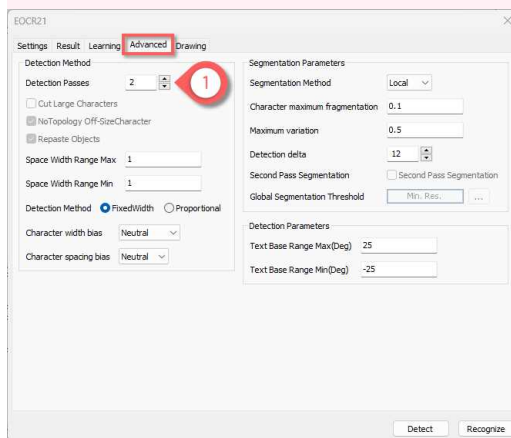 EOCR21
Settings Result Learning Advanced Drawing
Detection Method
Detection Passes 2
1
Cut Large Characters
NoTopology Off-SizeCharacter
Repaste Objects
Space Width Range Max 1
Space Width Range Min 1
Detection Method FixedWidth Proportional
Character width bias Neutral
Character spacing bias Neutral
Segmentation Parameters
Segmentation Method Local
Character maximum fragmentation 0.1
Maximum variation 0.5
Detection delta 12
Second Pass Segmentation Second Pass Segmentation
Global Segmentation Threshold Min. Res. ...
Detection Parameters
Text Base Range Max(Deg) 25
Text Base Range Min(Deg) -25
Detect Recognize